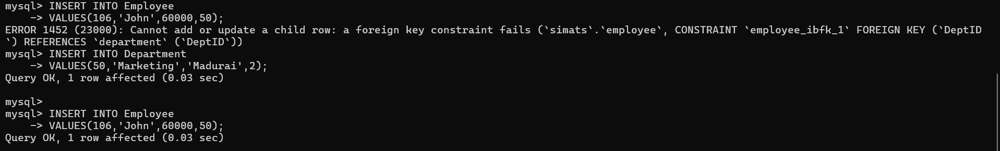 mysql> INSERT INTO Employee
    -> VALUES(106,'John',60000,50);
ERROR 1452 (23000): Cannot add or update a child row: a foreign key constraint fails (`simats`.`employee`, CONSTRAINT `employee_ibfk_1` FOREIGN KEY (`DeptID
`) REFERENCES `department` (`DeptID`))
mysql> INSERT INTO Department
    -> VALUES(50,'Marketing','Madurai',2);
Query OK, 1 row affected (0.03 sec)

mysql>
mysql> INSERT INTO Employee
    -> VALUES(106,'John',60000,50);
Query OK, 1 row affected (0.03 sec)